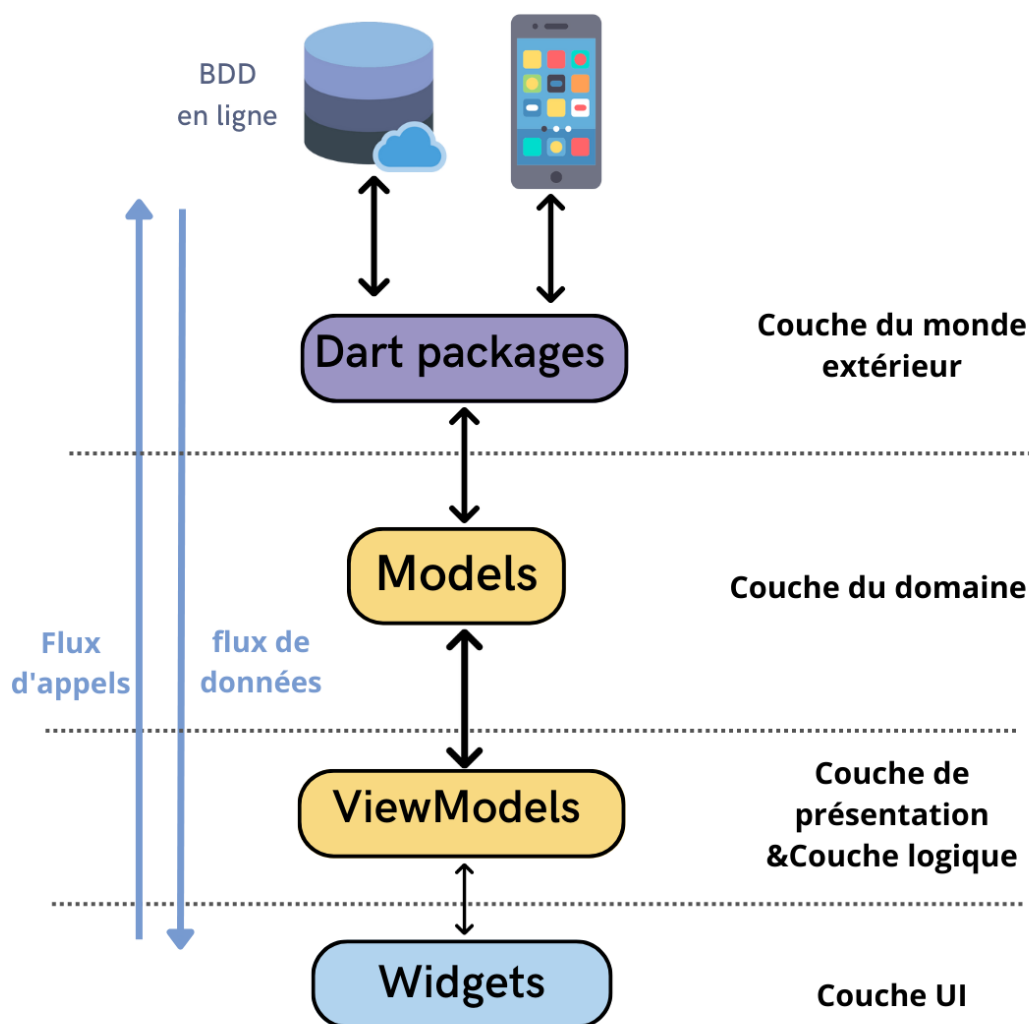 BDD
en ligne
Dart packages
Couche du monde
extérieur
Models
Couche du domaine
Flux
d'appels
flux de
données
ViewModels
Couche de
présentation
&Couche logique
Widgets
Couche UI